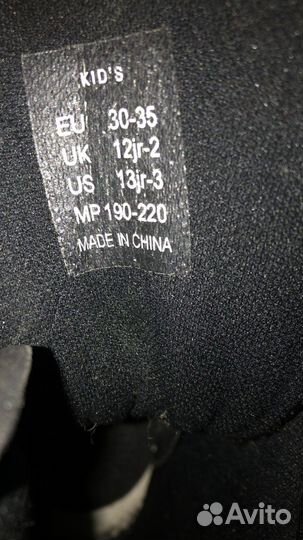 KID'S
EU 30-35
UK 12jr-2
US 13jr-3
MP 190-220
MADE IN CHINA
Avito